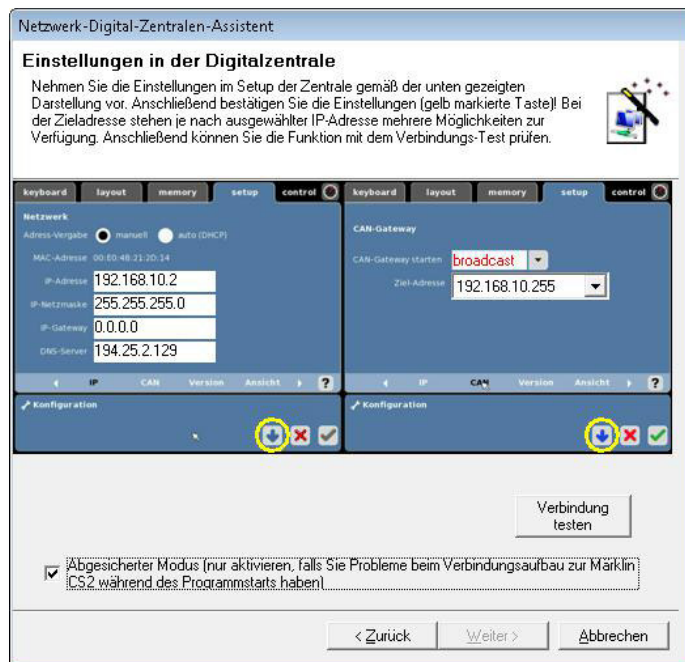 Netzwerk-Digital-Zentralen-Assistent
Einstellungen in der Digitalzentrale
Nehmen Sie die Einstellungen im Setup der Zentrale gemäß der unten gezeigten
Darstellung vor. Anschließend bestätigen Sie die Einstellungen (gelb markierte Taste)! Bei
der Zieladresse stehen je nach ausgewählter IP-Adresse mehrere Möglichkeiten zur
Verfügung. Anschließend können Sie die Funktion mit dem Verbindungs-Test prüfen.
keyboard layout memory setup control
Netzwerk
Adress-Vergabe manuell auto (DHCP)
MAC-Adresse 00:E0:4B:21:2D:14
IP-Adresse 192.168.10.2
IP-Netzmaske 255.255.255.0
IP-Gateway 0.0.0.0
DNS-Server 194.25.2.129
IP CAN Version Ansicht ?
Konfiguration
keyboard layout memory setup control
CAN-Gateway
CAN-Gateway starten broadcast
Ziel-Adresse 192.168.10.255
IP CAN Version Ansicht ?
Konfiguration
Verbindung
testen
Abgesicherter Modus (nur aktivieren, falls Sie Probleme beim Verbindungsaufbau zur Märklin
CS2 während des Programmstarts haben)
< Zurück Weiter > Abbrechen